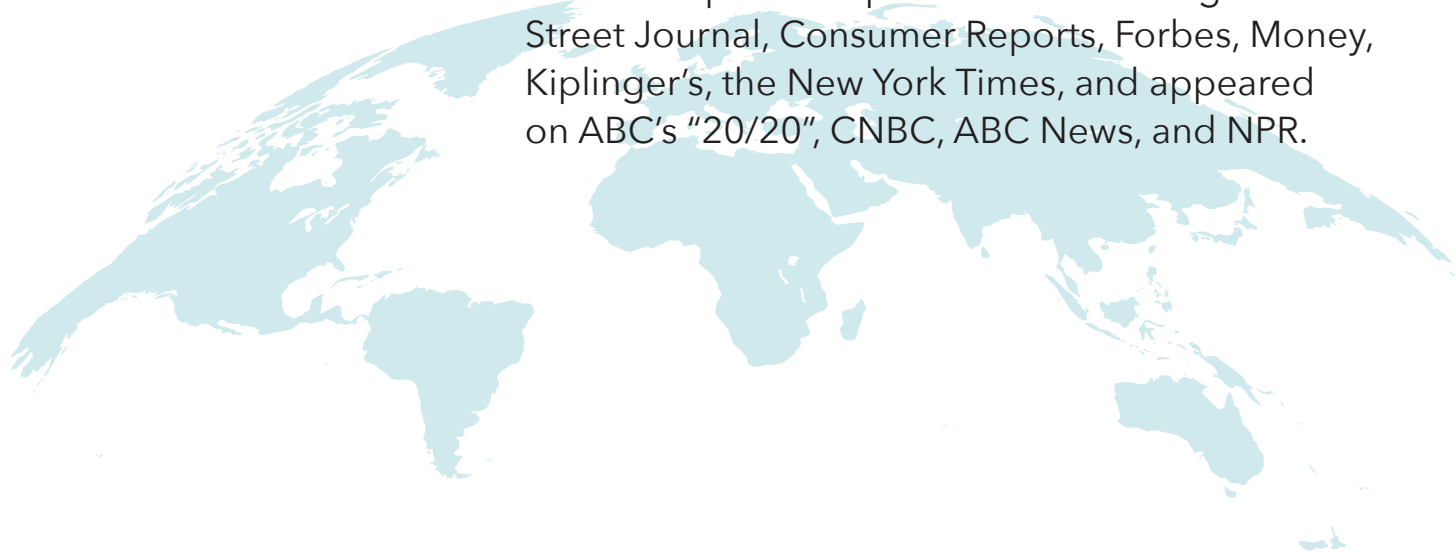 Street Journal, Consumer Reports, Forbes, Money,
Kiplinger’s, the New York Times, and appeared
on ABC’s “20/20”, CNBC, ABC News, and NPR.